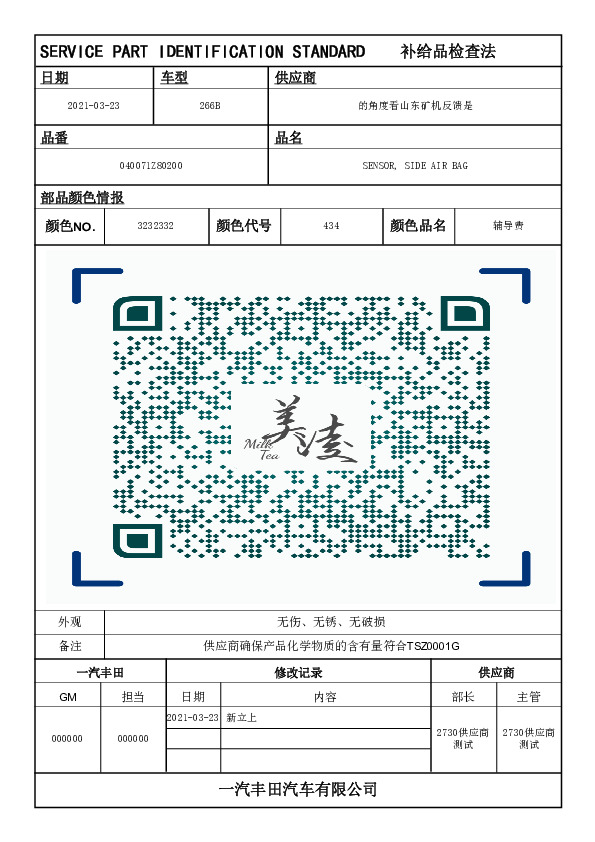 SERVICE PART IDENTIFICATION STANDARD 补给品检查法
日期 车型 供应商
2021-03-23 266B 的角度看山东矿机反馈是
品番 品名
040071Z80200 SENSOR, SIDE AIR BAG
部品颜色情报
颜色NO. 3232332 颜色代号 434 颜色品名 辅导费
美凌
Milk
Tea
外观 无伤、无锈、无破损
备注 供应商确保产品化学物质的含有量符合TSZ0001G
一汽丰田 修改记录 供应商
GM 担当 日期 内容 部长 主管
2021-03-23 新立上
000000 000000 2730供应商 2730供应商
测试 测试
一汽丰田汽车有限公司